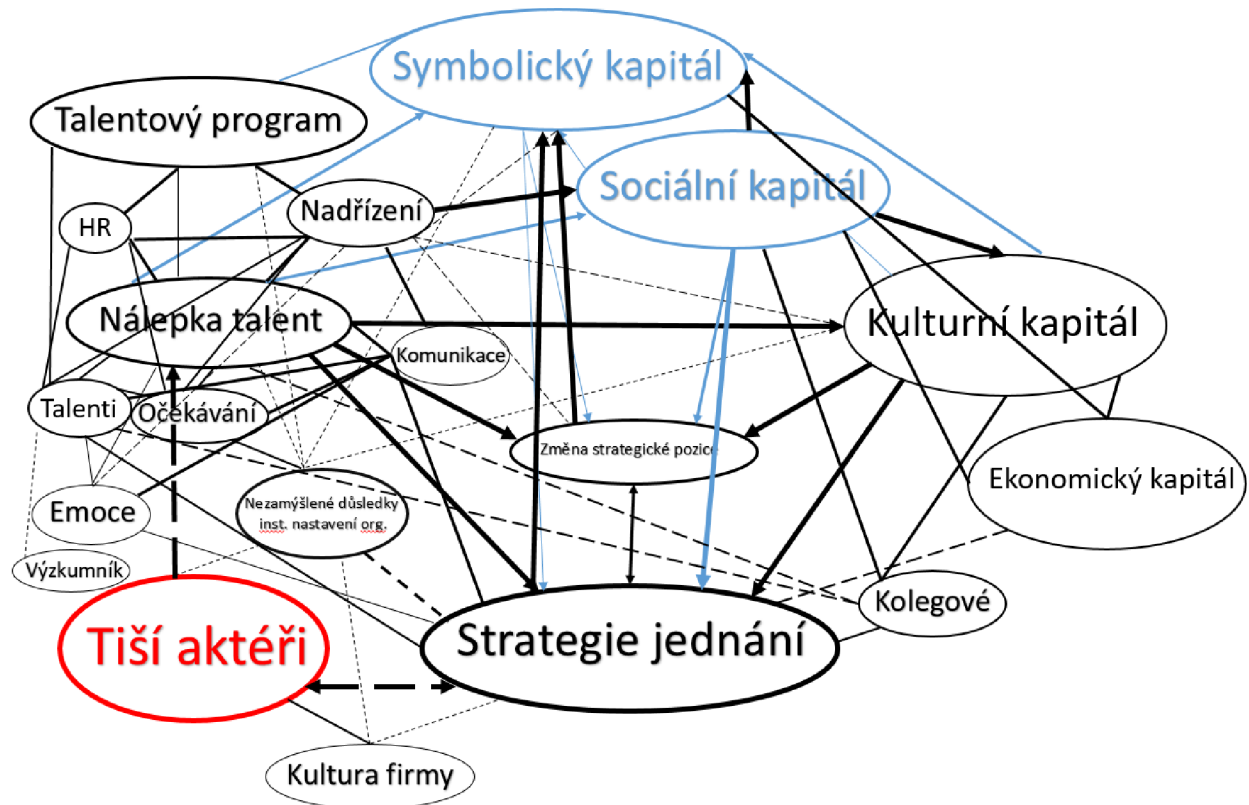 Symbolický kapitál
Talentový program
Sociální kapitál
HR
Nadřízení
Nálepka talent
Kulturní kapitál
Komunikace
Talenti
Očekávání
Změna strategické pozice
Ekonomický kapitál
Emoce
Nezamýšlené důsledky
inst. nastavení org.
Výzkumník
Kolegové
Tiší aktéři
Strategie jednání
Kultura firmy